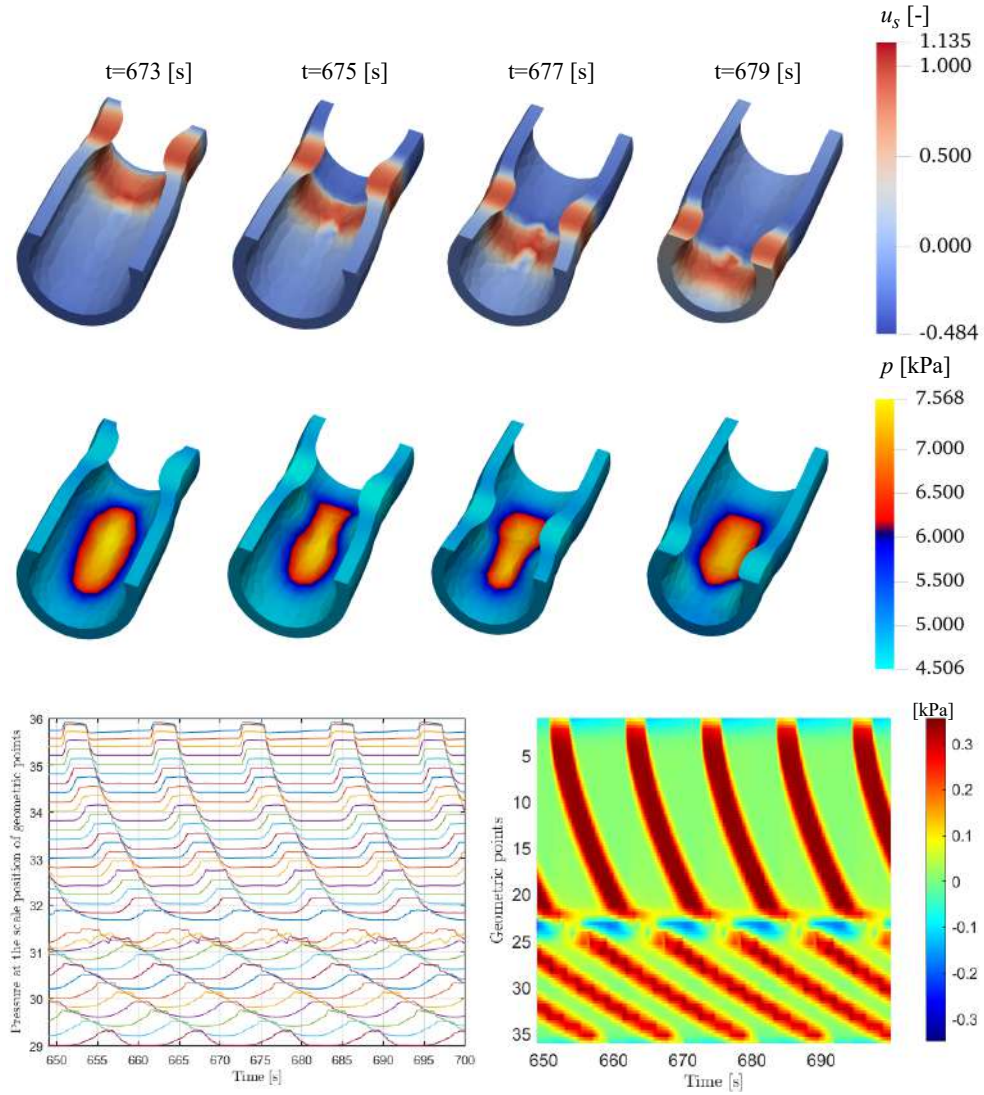 u_s [-]
t=673 [s]
t=675 [s]
t=677 [s]
t=679 [s]
1.135
1.000
0.500
0.000
-0.484
p [kPa]
7.568
7.000
6.500
6.000
5.500
5.000
4.506
Pressure at the scale position of geometric points
36
35
34
33
32
31
30
29
650 655 660 665 670 675 680 685 690 695 700
Time [s]
Geometric points
5
10
15
20
25
30
35
650 660 670 680 690
Time [s]
[kPa]
0.3
0.2
0.1
0
-0.1
-0.2
-0.3